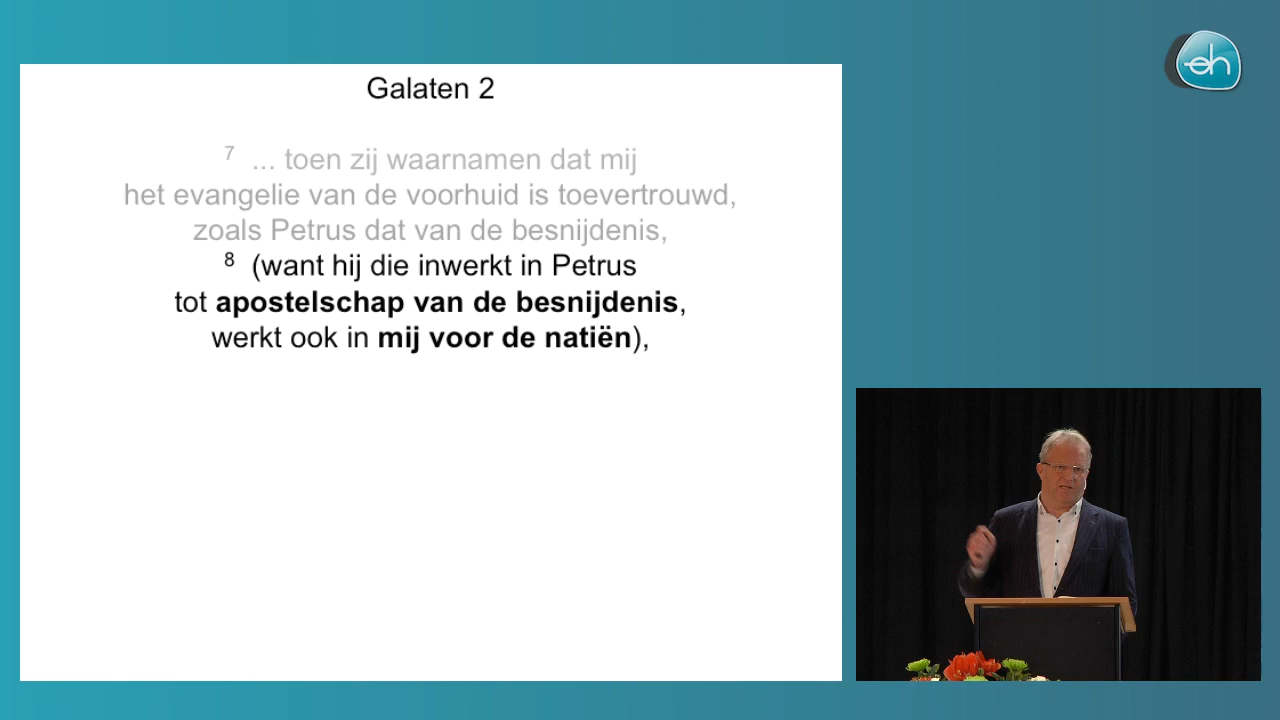 eh
Galaten 2
7 ... toen zij waarnamen dat mij
het evangelie van de voorhuid is toevertrouwd,
zoals Petrus dat van de besnijdenis,
8 (want hij die inwerkt in Petrus
tot apostelschap van de besnijdenis,
werkt ook in mij voor de natiën),